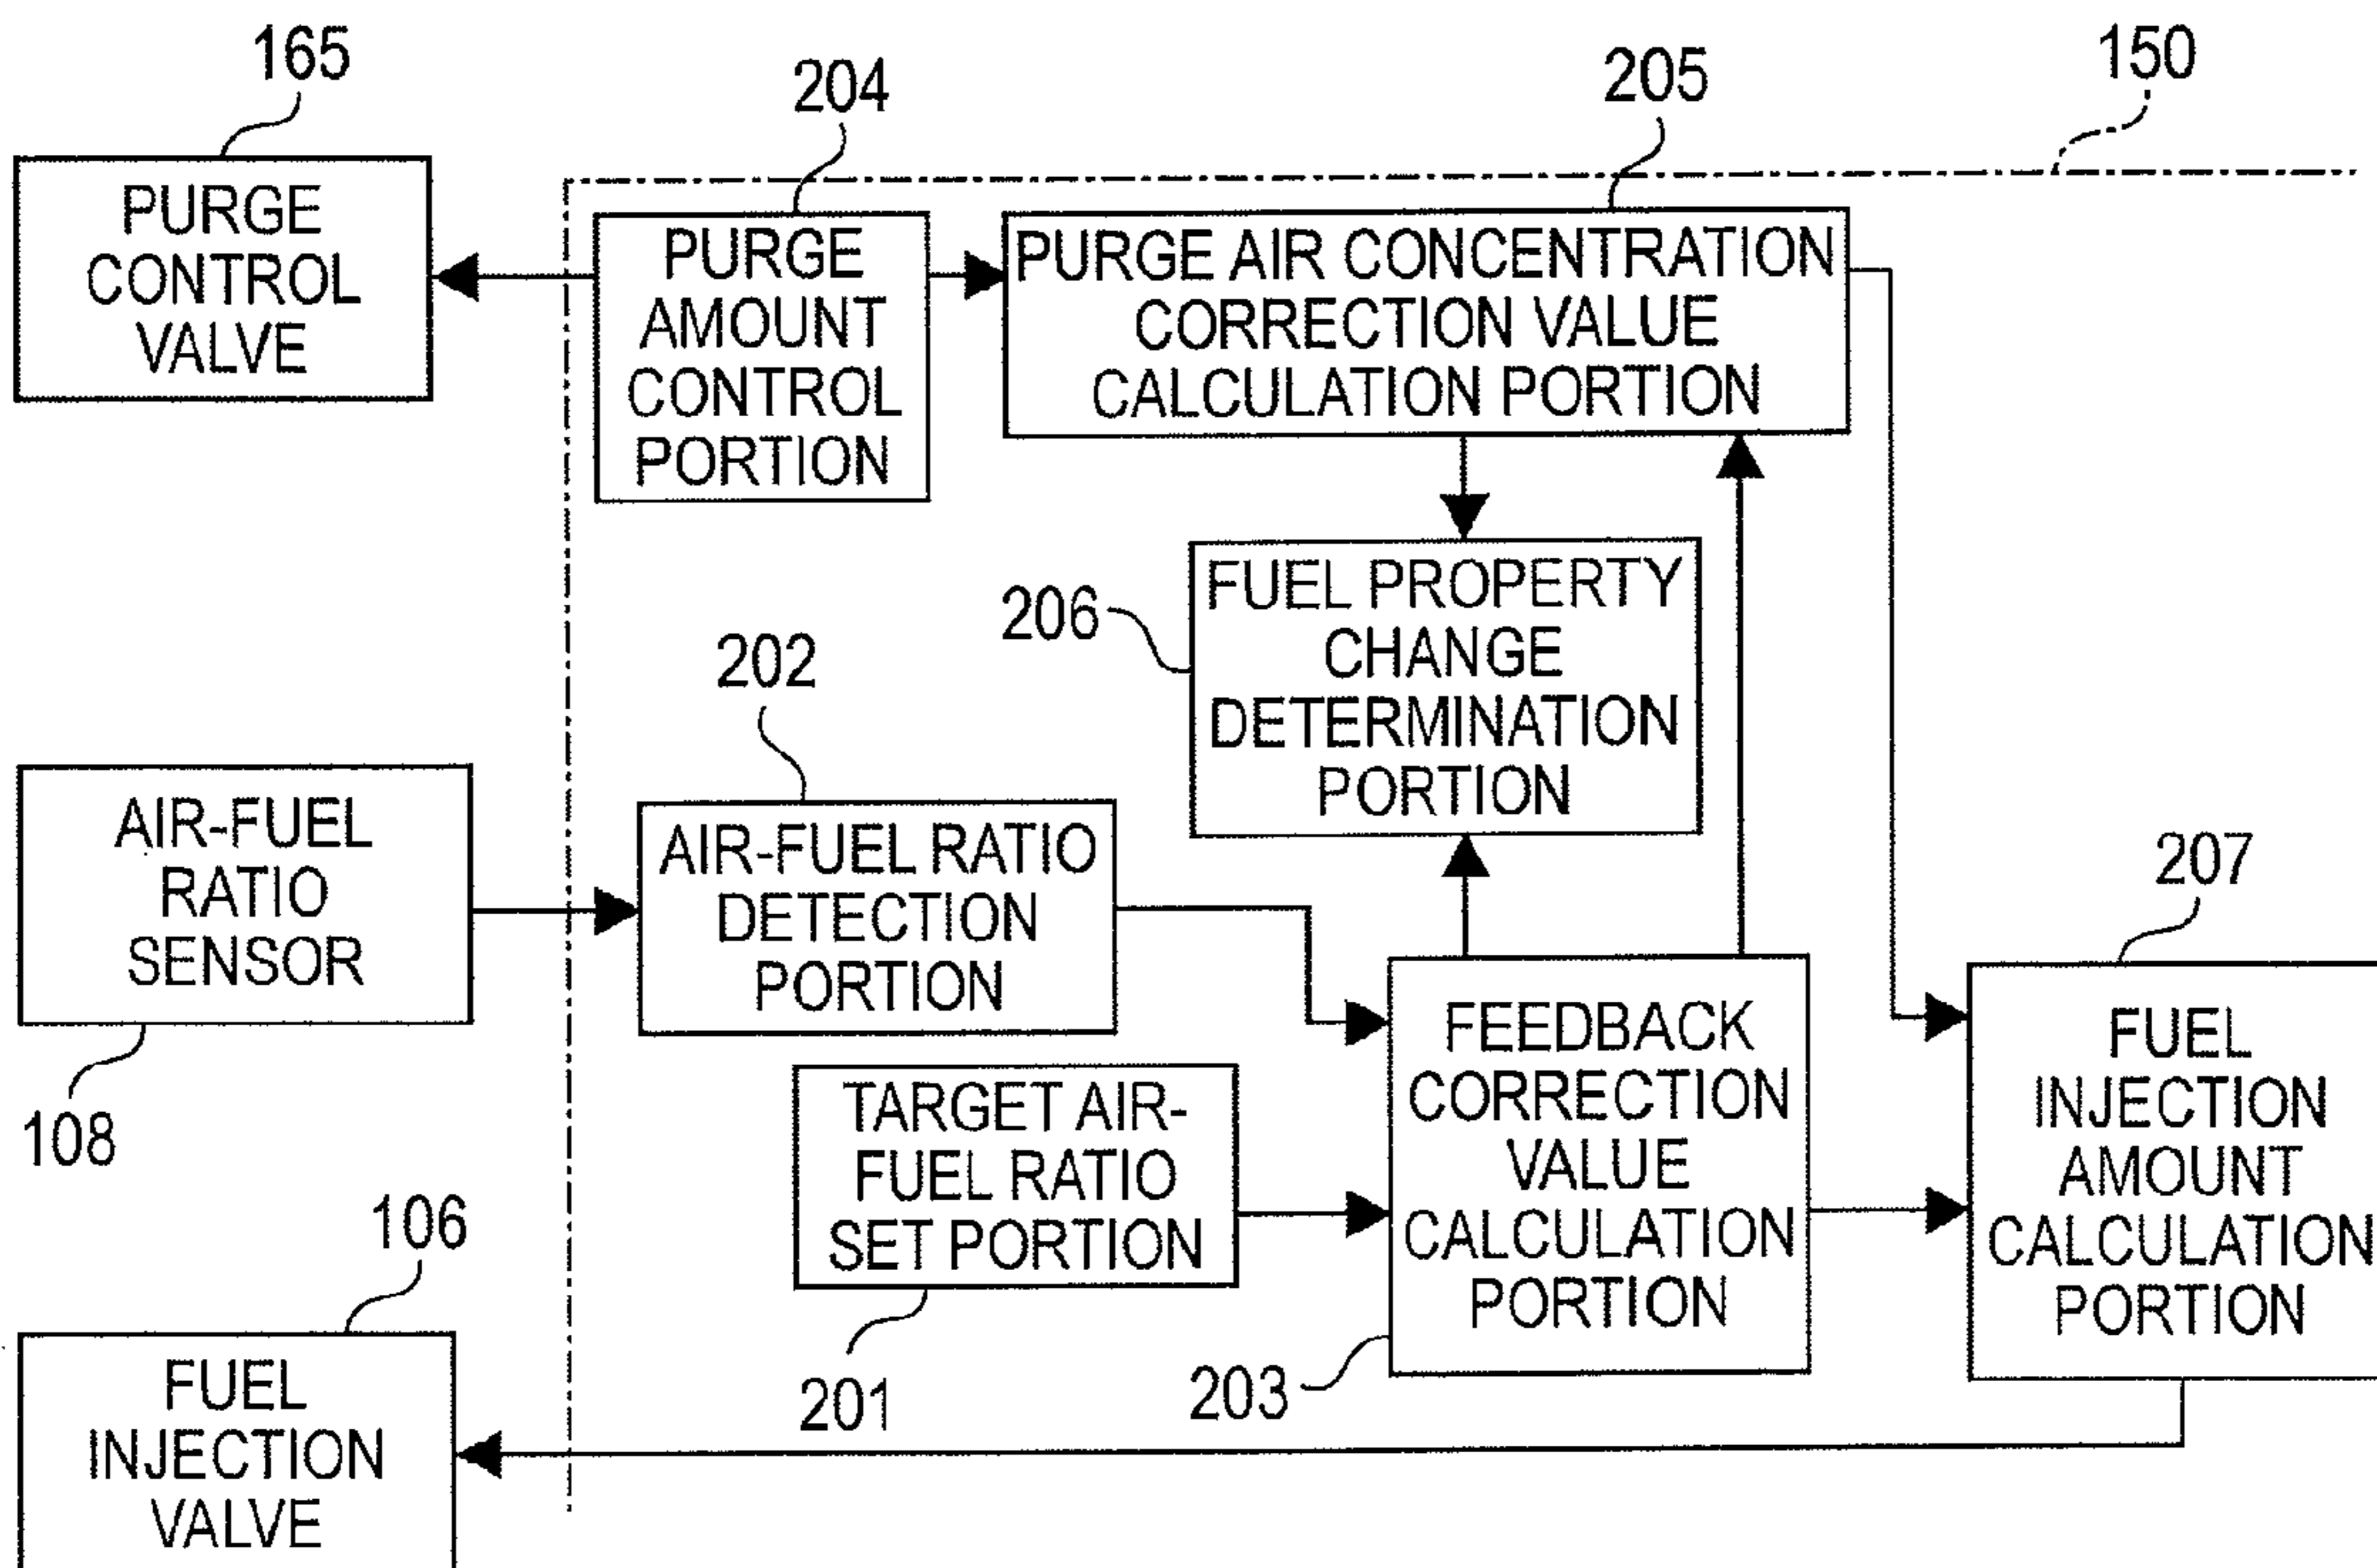 165
204
205
150
PURGE
CONTROL
VALVE
PURGE
AMOUNT
CONTROL
PORTION
PURGE AIR CONCENTRATION
CORRECTION VALUE
CALCULATION PORTION
206
FUEL PROPERTY
CHANGE
DETERMINATION
PORTION
202
AIR-FUEL
RATIO
SENSOR
108
AIR-FUEL RATIO
DETECTION
PORTION
207
TARGET AIR-
FUEL RATIO
SET PORTION
201
FEEDBACK
CORRECTION
VALUE
CALCULATION
PORTION
203
FUEL
INJECTION
AMOUNT
CALCULATION
PORTION
106
FUEL
INJECTION
VALVE